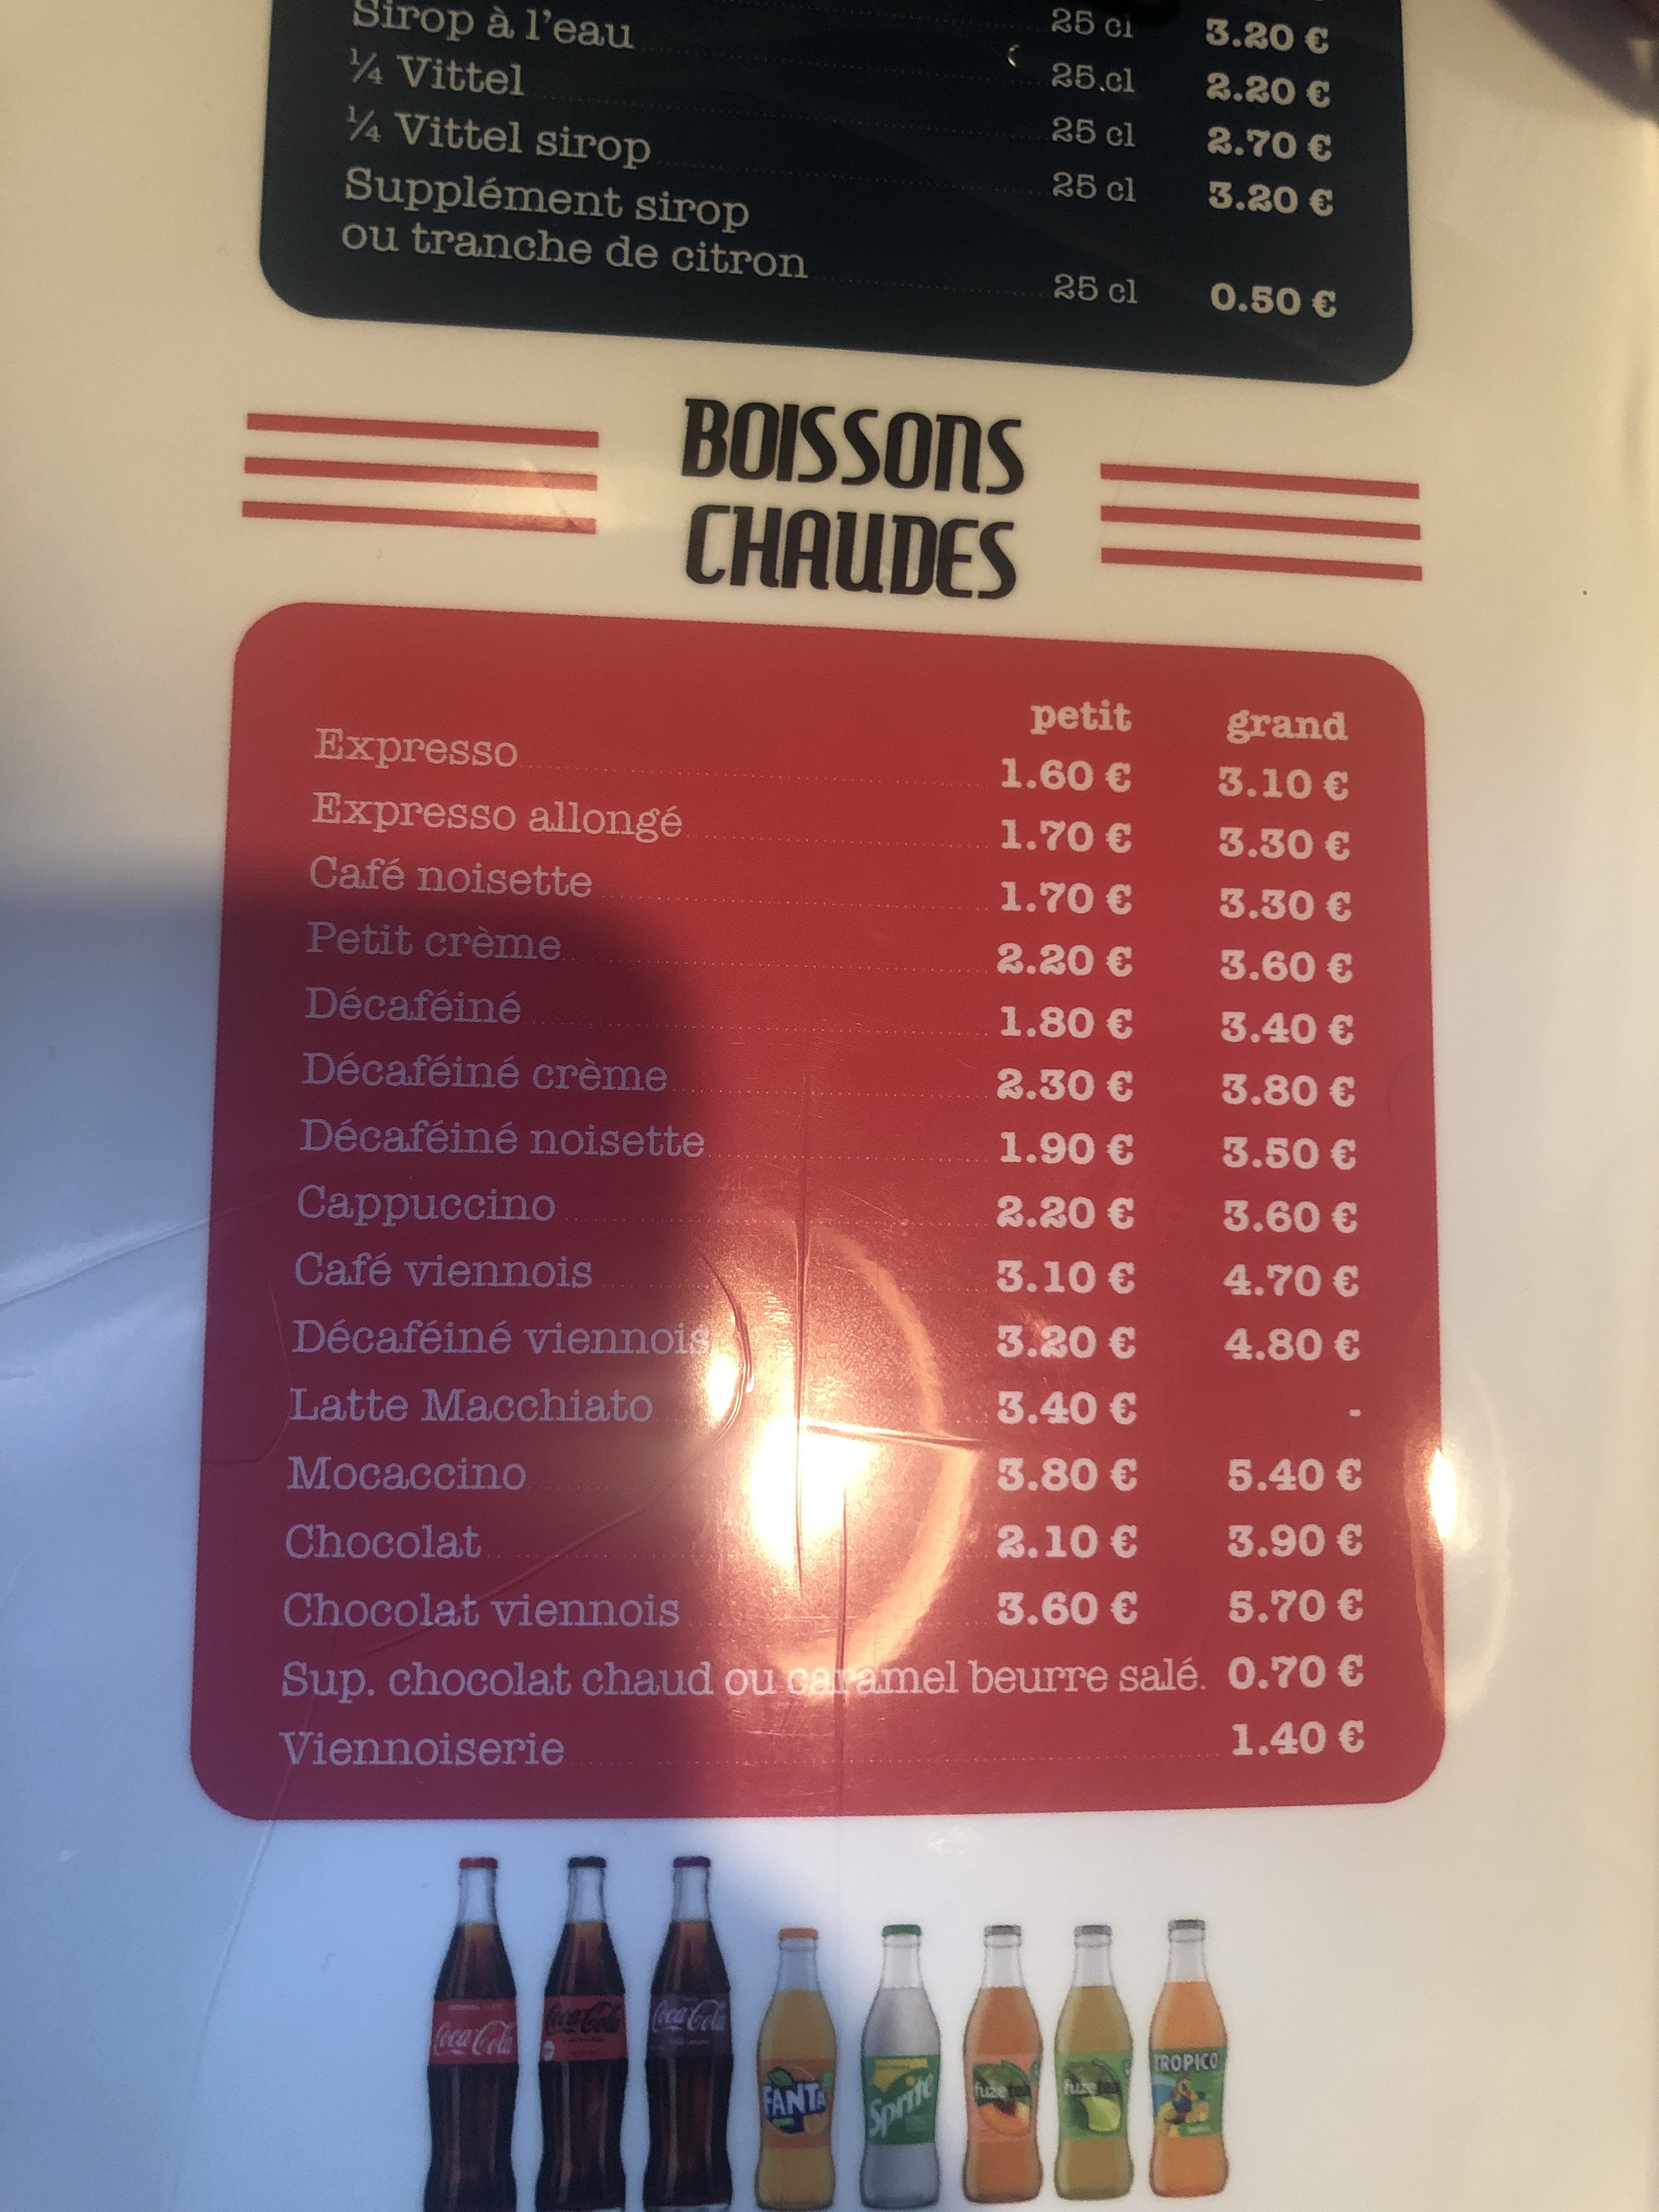 Sirop à l'eau 25 cl 3.20 €
¼ Vittel 25 cl 2.20 €
¼ Vittel sirop 25 cl 2.70 €
Supplément sirop 25 cl 3.20 €
ou tranche de citron 25 cl 0.50 €
BOISSONS
CHAUDES
petit grand
Expresso 1.60 € 3.10 €
Expresso allongé 1.70 € 3.30 €
Café noisette 1.70 € 3.30 €
Petit crème 2.20 € 3.60 €
Décaféiné 1.80 € 3.40 €
Décaféiné crème 2.30 € 3.80 €
Décaféiné noisette 1.90 € 3.50 €
Cappuccino 2.20 € 3.60 €
Café viennois 3.10 € 4.70 €
Décaféiné viennois 3.20 € 4.80 €
Latte Macchiato 3.40 € -
Mocaccino 3.80 € 5.40 €
Chocolat 2.10 € 3.90 €
Chocolat viennois 3.60 € 5.70 €
Sup. chocolat chaud ou caramel beurre salé. 0.70 €
Viennoiserie 1.40 €
Coca-Cola Coca-Cola Coca-Cola FANTA Sprite fuzetea fuzetea TROPICO